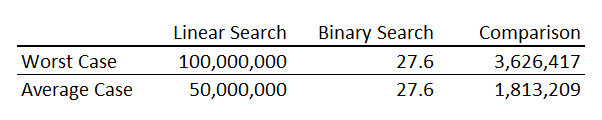 Linear Search Binary Search Comparison
Worst Case 100,000,000 27.6 3,626,417
Average Case 50,000,000 27.6 1,813,209